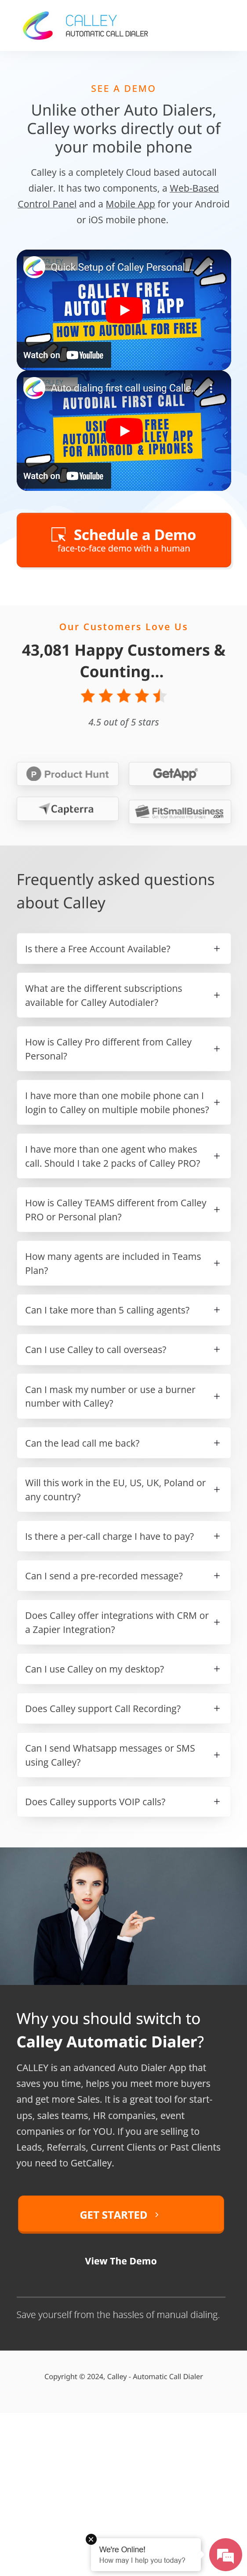 CALLEY
AUTOMATIC CALL DIALER
SEE A DEMO
Unlike other Auto Dialers,
Calley works directly out of
your mobile phone
Calley is a completely Cloud based autocall
dialer. It has two components, a Web-Based
Control Panel and a Mobile App for your Android
or iOS mobile phone.
Quick Setup of Calley Personal
CALLEY FREE
AUTODIALER APP
HOW TO AUTODIAL FOR FREE
Watch on YouTube
Auto dialing first call using Calle
AUTODIAL FIRST CALL
USING
FOR ANDROID & IPHONES
Watch on YouTube
Schedule a Demo
face-to-face demo with a human
Our Customers Love Us
43,081 Happy Customers &
Counting...
4.5 out of 5 stars
Product Hunt
GetApp
Capterra
FitSmallBusiness
.com
Frequently asked questions
about Calley
Is there a Free Account Available? +
What are the different subscriptions
available for Calley Autodialer? +
How is Calley Pro different from Calley
Personal? +
I have more than one mobile phone can I
login to Calley on multiple mobile phones? +
I have more than one agent who makes
call. Should I take 2 packs of Calley PRO? +
How is Calley TEAMS different from Calley
PRO or Personal plan? +
How many agents are included in Teams
Plan? +
Can I take more than 5 calling agents? +
Can I use Calley to call overseas? +
Can I mask my number or use a burner
number with Calley? +
Can the lead call me back? +
Will this work in the EU, US, UK, Poland or
any country? +
Is there a per-call charge I have to pay? +
Can I send a pre-recorded message? +
Does Calley offer integrations with CRM or
a Zapier Integration? +
Can I use Calley on my desktop? +
Does Calley support Call Recording? +
Can I send Whatsapp messages or SMS
using Calley? +
Does Calley supports VOIP calls? +
Why you should switch to
Calley Automatic Dialer?
CALLEY is an advanced Auto Dialer App that
saves you time, helps you meet more buyers
and get more Sales. It is a great tool for start-
ups, sales teams, HR companies, event
companies or for YOU. If you are selling to
Leads, Referrals, Current Clients or Past Clients
you need to GetCalley.
GET STARTED >
View The Demo
Save yourself from the hassles of manual dialing.
Copyright © 2024, Calley - Automatic Call Dialer
We're Online!
How may I help you today?